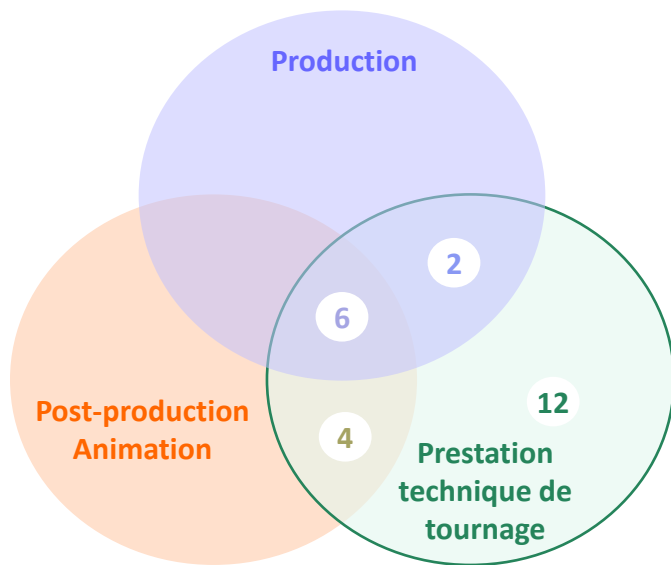 Production
2
6
12
Post-production
Animation
4
Prestation
technique de
tournage